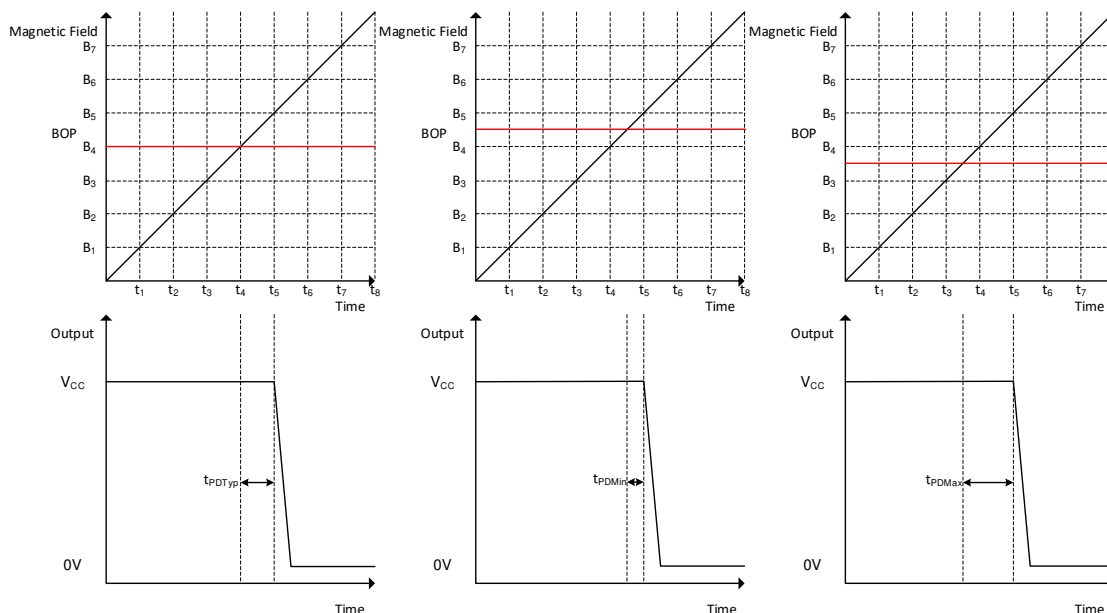 Magnetic Field
B7
B6
B5
BOP
B4
B3
B2
B1
t1 t2 t3 t4 t5 t6 t7 t8
Time
Magnetic Field
B7
B6
B5
BOP
B4
B3
B2
B1
t1 t2 t3 t4 t5 t6 t7 t8
Time
Magnetic Field
B7
B6
B5
BOP
B4
B3
B2
B1
t1 t2 t3 t4 t5 t6 t7
Time
Output
VCC
tPDTyp
0V
Time
Output
VCC
tPDMin
0V
Time
Output
VCC
tPDMax
0V
Time